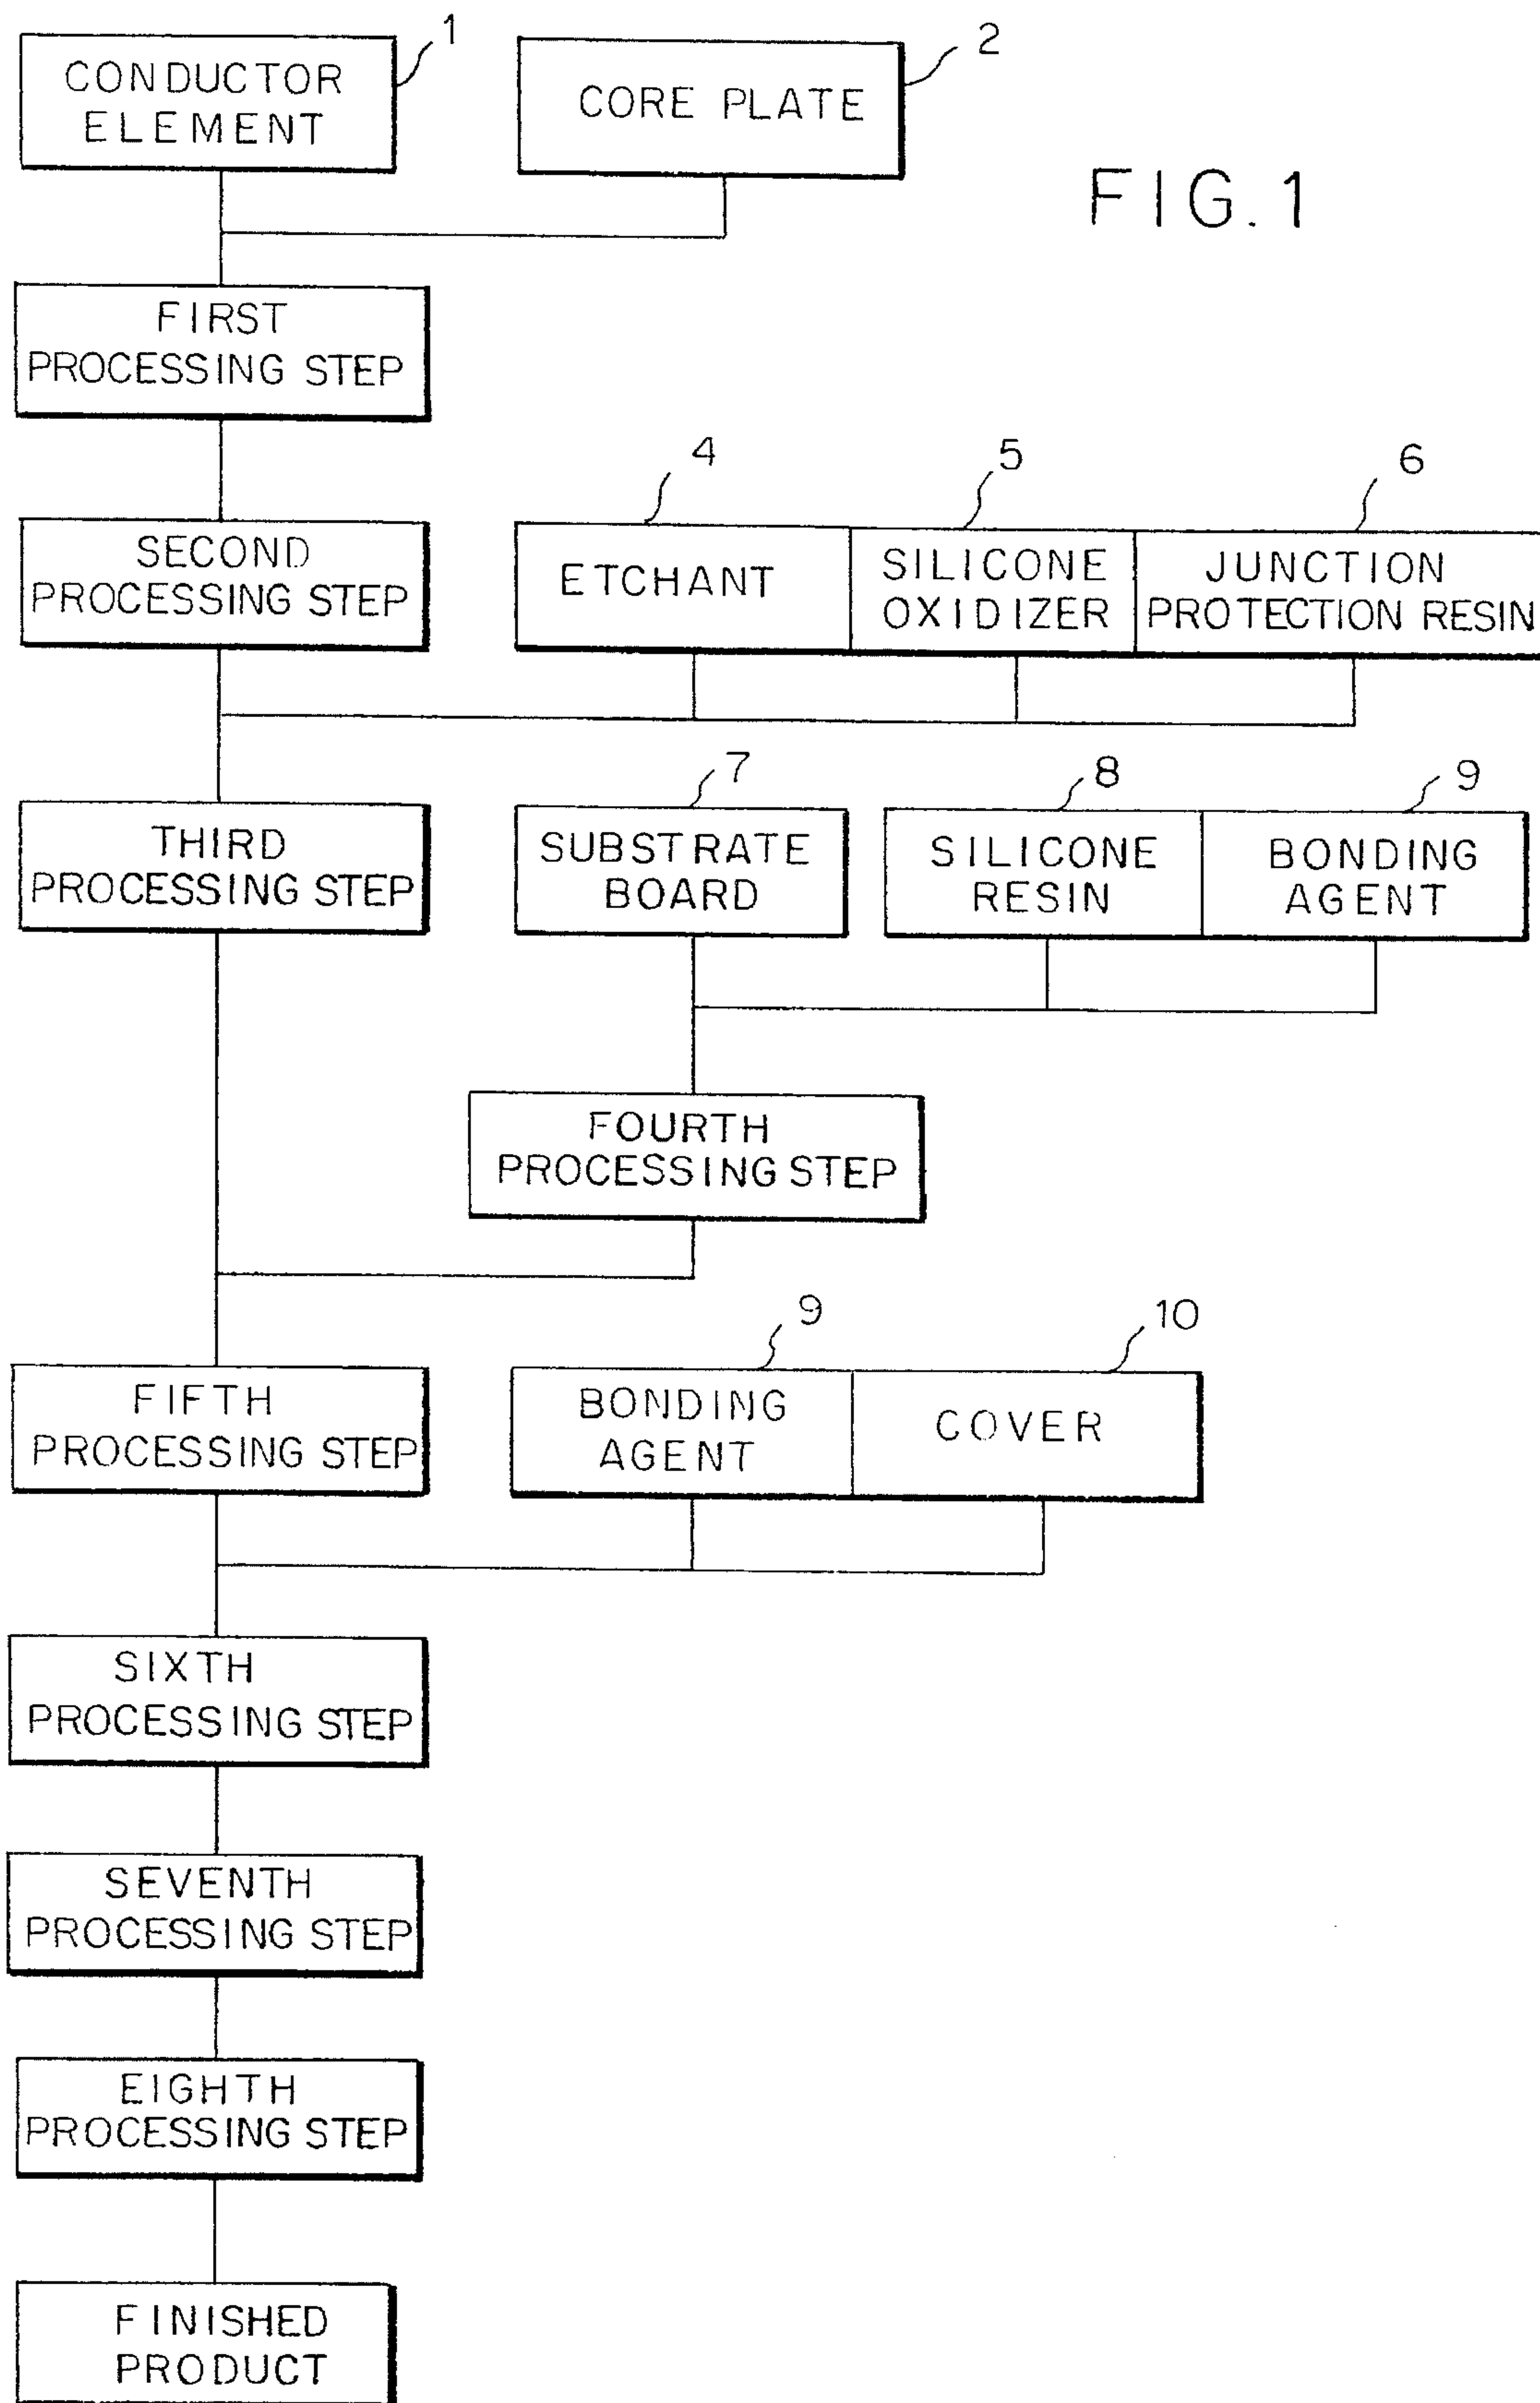 1
2
CONDUCTOR
ELEMENT
CORE PLATE
FIG.1
FIRST
PROCESSING STEP
4
5
6
SECOND
PROCESSING STEP
ETCHANT
SILICONE
OXIDIZER
JUNCTION
PROTECTION RESIN
7
8
9
THIRD
PROCESSING STEP
SUBSTRATE
BOARD
SILICONE
RESIN
BONDING
AGENT
FOURTH
PROCESSING STEP
9
10
FIFTH
PROCESSING STEP
BONDING
AGENT
COVER
SIXTH
PROCESSING STEP
SEVENTH
PROCESSING STEP
EIGHTH
PROCESSING STEP
FINISHED
PRODUCT